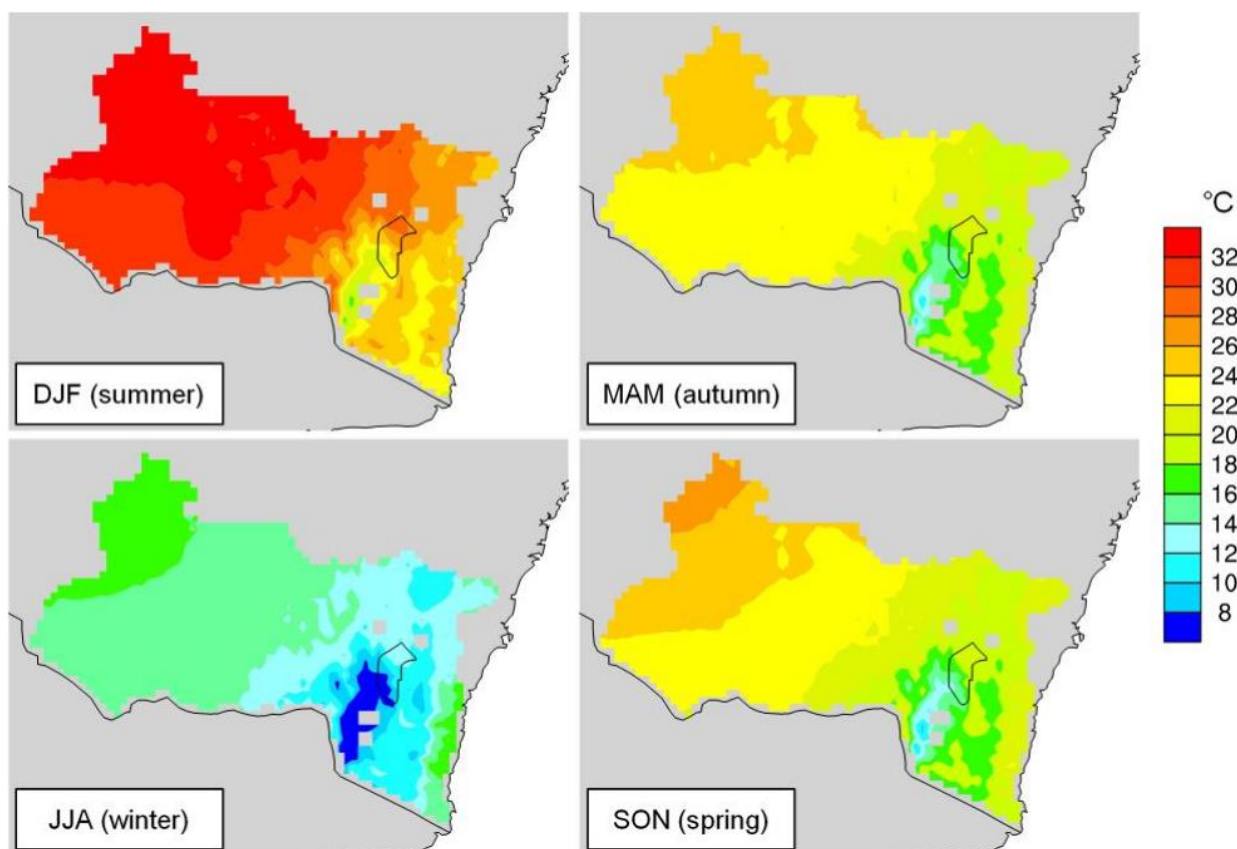 DJF (summer)
MAM (autumn)
°C
32
30
28
26
24
22
20
18
16
14
12
10
8
JJA (winter)
SON (spring)